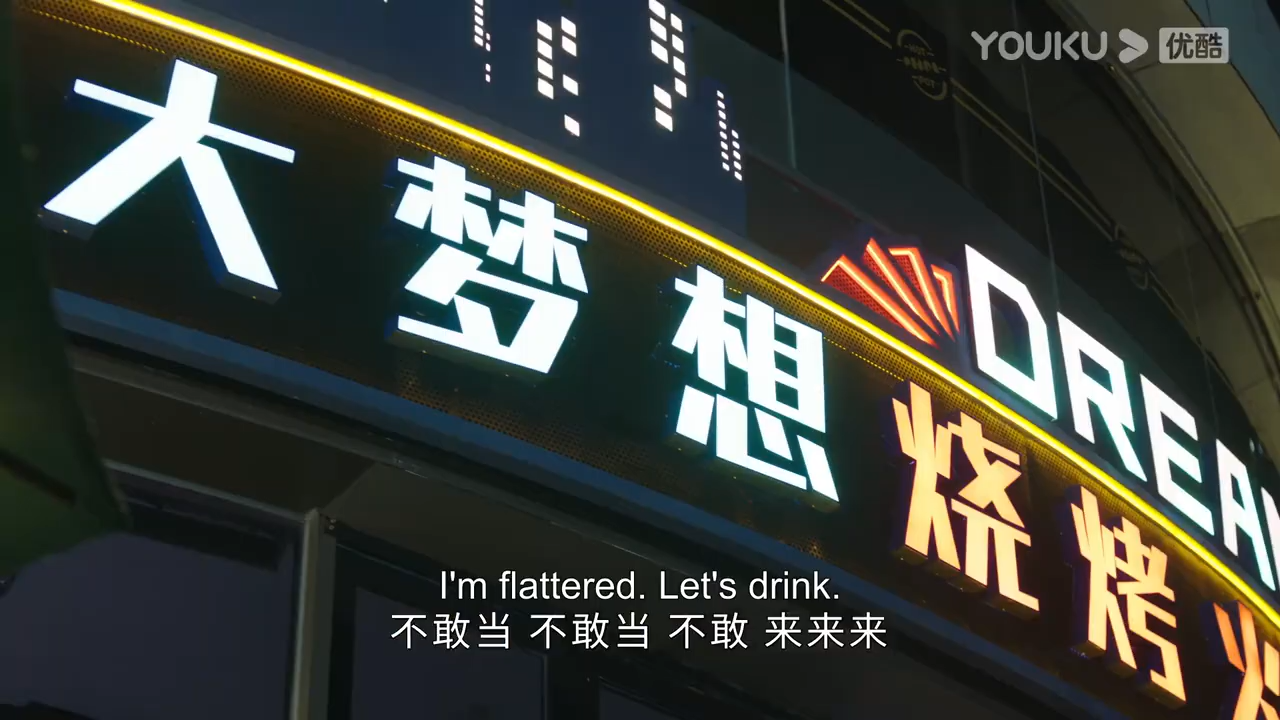 YOUKU 优酷
大梦想 烧烤
DREA
I'm flattered. Let's drink.
不敢当 不敢当 不敢 来来来